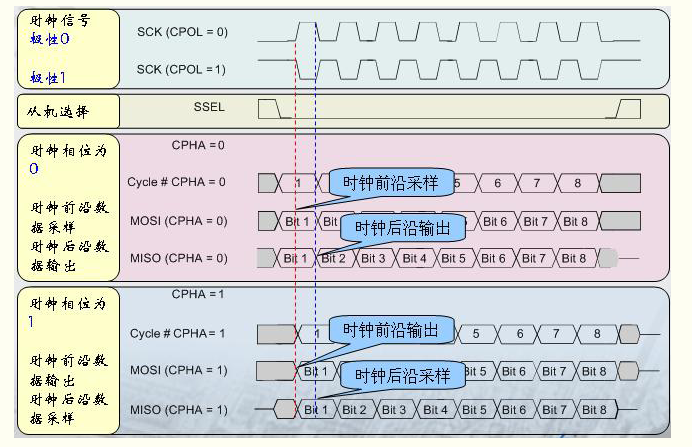 时钟信号
极性0
极性1
SCK (CPOL = 0)
SCK (CPOL = 1)
从机选择
SSEL
时钟相位为
0
时钟前沿数
据采样
时钟后沿数
据输出
CPHA = 0
Cycle # CPHA = 0
1
5
6
7
8
时钟前沿采样
MOSI (CPHA = 0)
Bit 1
Bit
Bit 6
Bit 7
Bit 8
时钟后沿输出
MISO (CPHA = 0)
Bit 1
Bit 2
Bit 3
Bit 4
Bit 5
Bit 6
Bit 7
Bit 8
时钟相位为
1
时钟前沿数
据输出
时钟后沿数
据采样
CPHA = 1
Cycle # CPHA = 1
1
5
6
7
8
时钟前沿输出
MOSI (CPHA = 1)
Bit 1
Bit 5
Bit 6
Bit 7
Bit 8
时钟后沿采样
MISO (CPHA = 1)
Bit 1
Bit 2
Bit 3
Bit 4
Bit 5
Bit 6
Bit 7
Bit 8